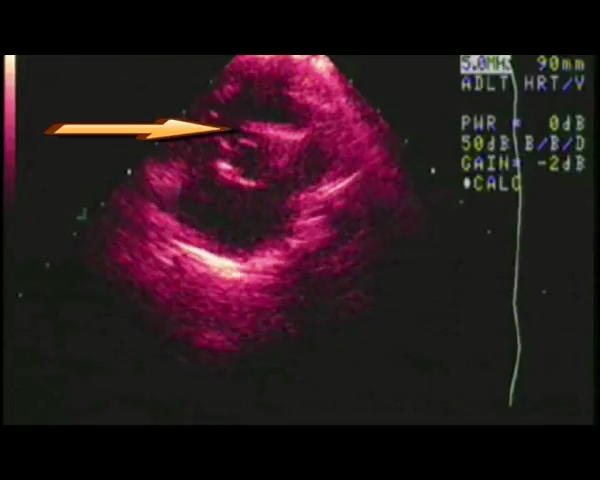 5.0MHz 90mm
ADLT HRT/V
PWR = 0dB
50dB B/B/D
GAIN= -2dB
*CALC